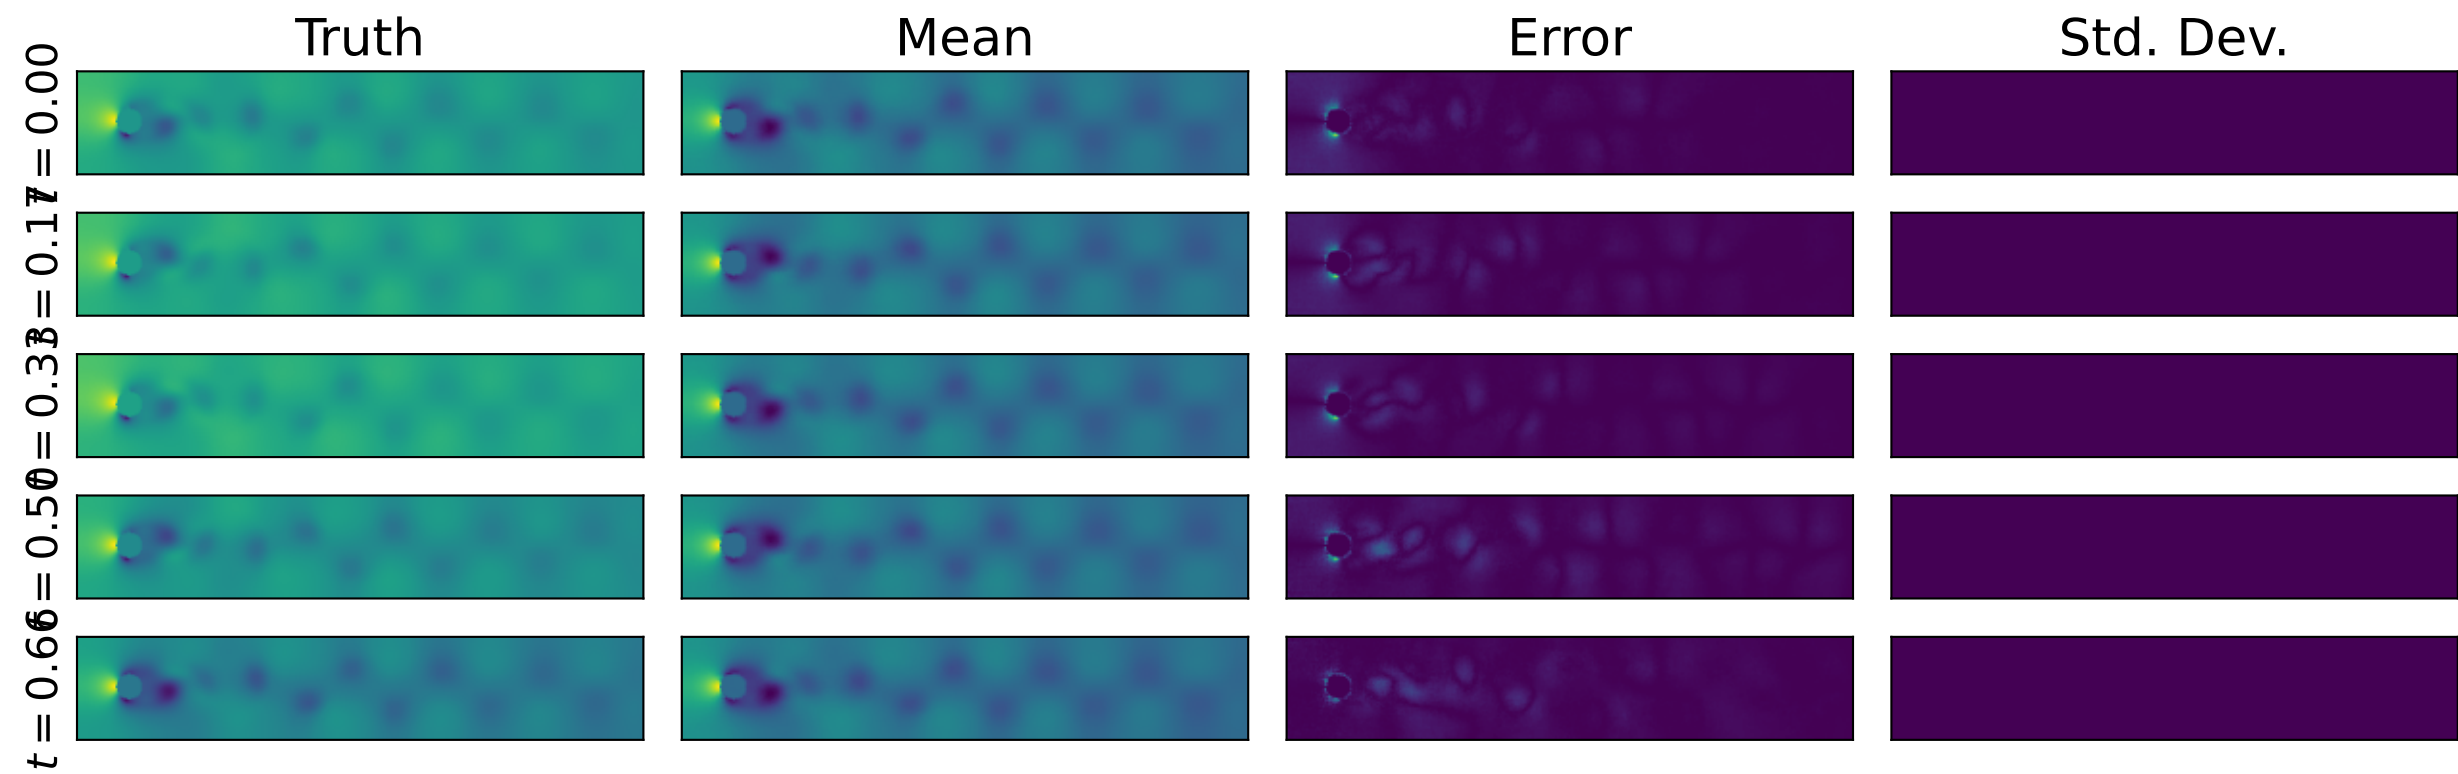 Truth Mean Error Std. Dev.
t = 0.00
t = 0.17
t = 0.33
t = 0.50
t = 0.66